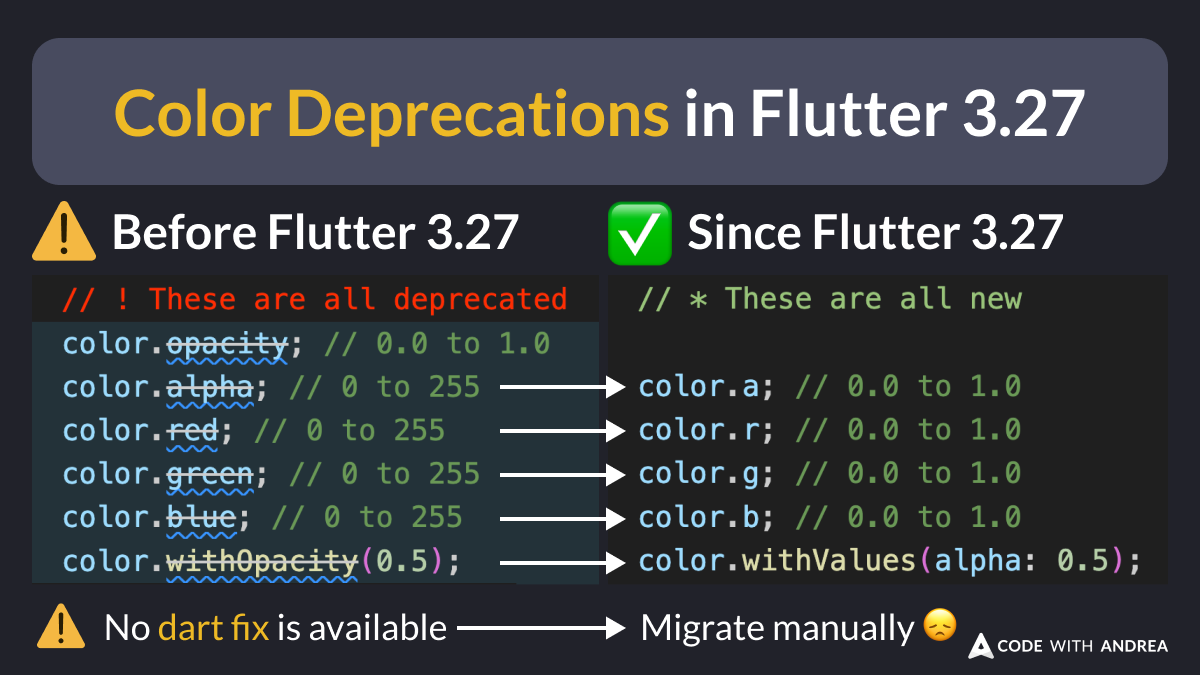 Color Deprecations in Flutter 3.27
⚠️ Before Flutter 3.27
// ! These are all deprecated
color.opacity; // 0.0 to 1.0
color.alpha; // 0 to 255
color.red; // 0 to 255
color.green; // 0 to 255
color.blue; // 0 to 255
color.withOpacity(0.5);
✅ Since Flutter 3.27
// * These are all new
color.a; // 0.0 to 1.0
color.r; // 0.0 to 1.0
color.g; // 0.0 to 1.0
color.b; // 0.0 to 1.0
color.withValues(alpha: 0.5);
⚠️ No dart fix is available
Migrate manually 😞
CODE WITH ANDREA